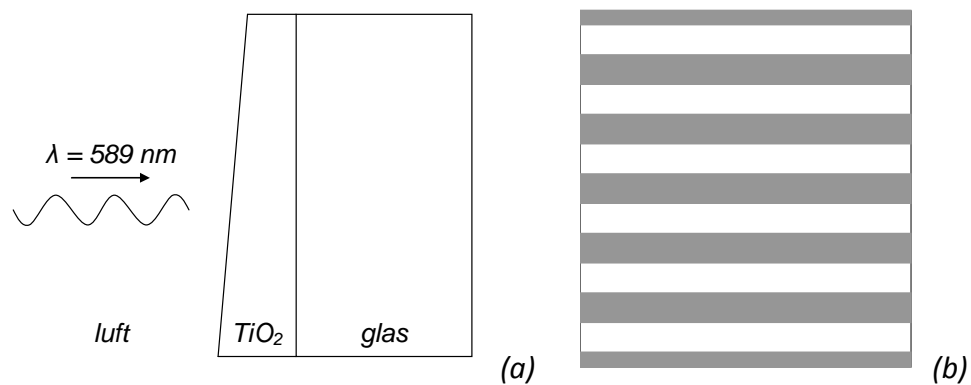 λ = 589 nm
luft
TiO₂
glas
(a)
(b)